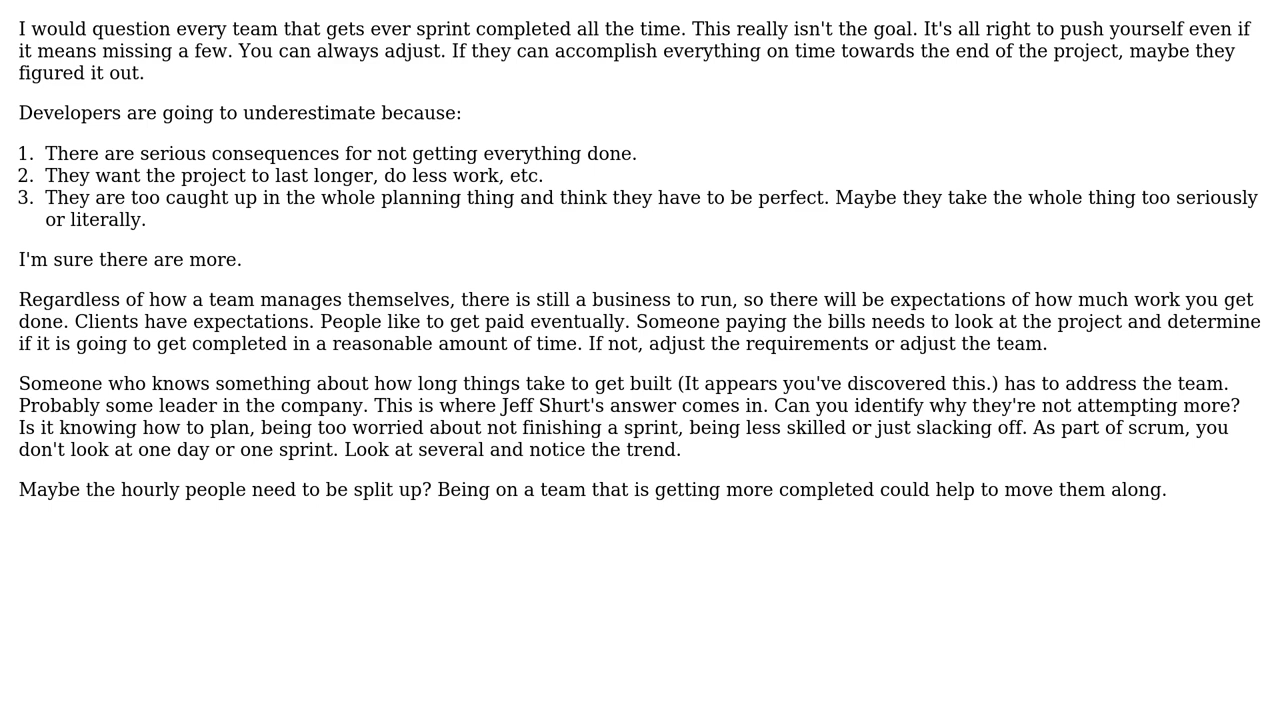 I would question every team that gets ever sprint completed all the time. This really isn't the goal. It's all right to push yourself even if
it means missing a few. You can always adjust. If they can accomplish everything on time towards the end of the project, maybe they
figured it out.
Developers are going to underestimate because:
1. There are serious consequences for not getting everything done.
2. They want the project to last longer, do less work, etc.
3. They are too caught up in the whole planning thing and think they have to be perfect. Maybe they take the whole thing too seriously
or literally.
I'm sure there are more.
Regardless of how a team manages themselves, there is still a business to run, so there will be expectations of how much work you get
done. Clients have expectations. People like to get paid eventually. Someone paying the bills needs to look at the project and determine
if it is going to get completed in a reasonable amount of time. If not, adjust the requirements or adjust the team.
Someone who knows something about how long things take to get built (It appears you've discovered this.) has to address the team.
Probably some leader in the company. This is where Jeff Shurt's answer comes in. Can you identify why they're not attempting more?
Is it knowing how to plan, being too worried about not finishing a sprint, being less skilled or just slacking off. As part of scrum, you
don't look at one day or one sprint. Look at several and notice the trend.
Maybe the hourly people need to be split up? Being on a team that is getting more completed could help to move them along.